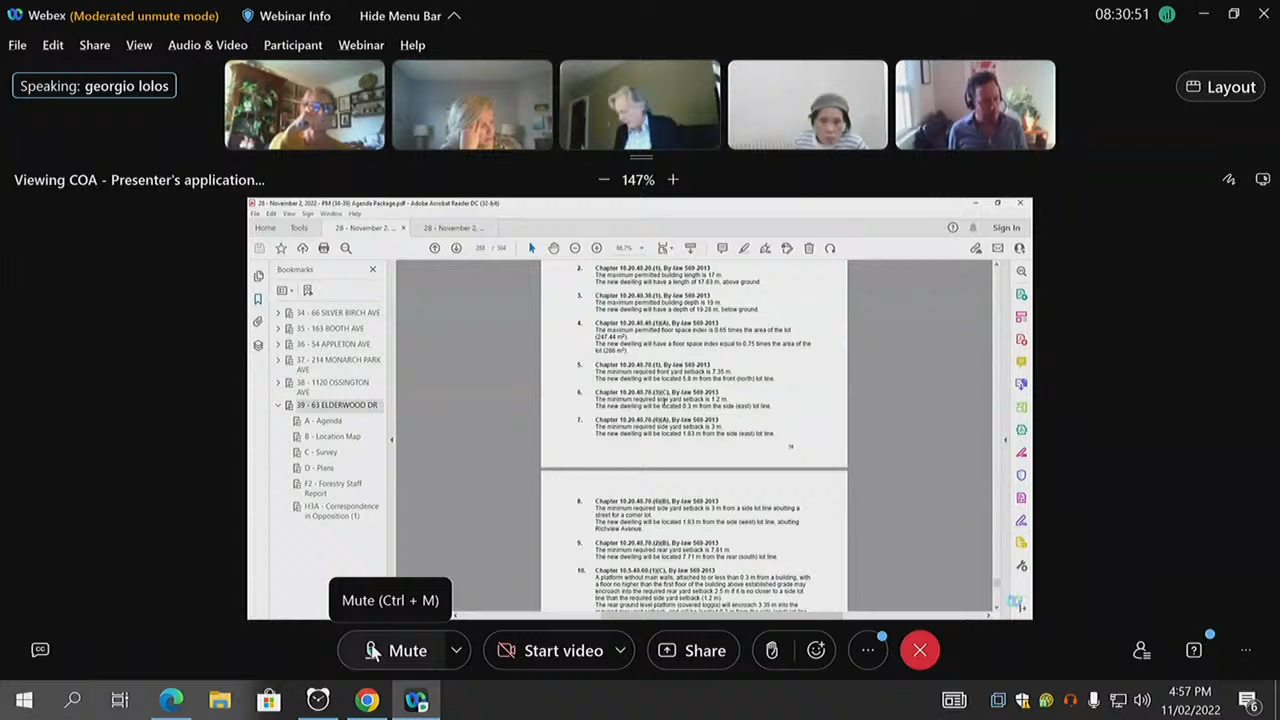 Webex (Moderated unmute mode) Webinar Info Hide Menu Bar 08:30:51
File Edit Share View Audio & Video Participant Webinar Help
Speaking: georgio lolos
Layout
Viewing COA - Presenter's application...
147%
28 - November 2, 2022 - PM (34-39) Agenda Package.pdf - Adobe Acrobat Reader DC (32-bit)
File Edit View Sign Window Help
Home Tools 28 - November 2, ... × 28 - November 2, ... Sign In
288 / 304 66.7%
Bookmarks
34 - 66 SILVER BIRCH AVE
35 - 163 BOOTH AVE
36 - 54 APPLETON AVE
37 - 214 MONARCH PARK
AVE
38 - 1120 OSSINGTON
AVE
39 - 63 ELDERWOOD DR
A - Agenda
B - Location Map
C - Survey
D - Plans
F2 - Forestry Staff
Report
H3A - Correspondence
in Opposition (1)
2. Chapter 10.20.40.20.(1), By-law 569-2013
The maximum permitted building length is 17 m.
The new dwelling will have a length of 17.63 m, above ground.
3. Chapter 10.20.40.30.(1), By-law 569-2013
The maximum permitted building depth is 19 m.
The new dwelling will have a depth of 19.28 m, below ground.
4. Chapter 10.20.40.40.(1)(A), By-law 569-2013
The maximum permitted floor space index is 0.65 times the area of the lot
(247.44 m²).
The new dwelling will have a floor space index equal to 0.75 times the area of the
lot (286 m²).
5. Chapter 10.20.40.70.(1), By-law 569-2013
The minimum required front yard setback is 7.35 m.
The new dwelling will be located 5.8 m from the front (north) lot line.
6. Chapter 10.20.40.70.(3)(C), By-law 569-2013
The minimum required side yard setback is 1.2 m.
The new dwelling will be located 0.3 m from the side (east) lot line.
7. Chapter 10.20.40.70.(6)(A), By-law 569-2013
The minimum required side yard setback is 3 m.
The new dwelling will be located 1.83 m from the side (east) lot line.
8. Chapter 10.20.40.70.(6)(B), By-law 569-2013
The minimum required side yard setback is 3 m from a side lot line abutting a
street for a corner lot.
The new dwelling will be located 1.83 m from the side (west) lot line, abutting
Richview Avenue.
9. Chapter 10.20.40.70.(2)(B), By-law 569-2013
The minimum required rear yard setback is 7.81 m.
The new dwelling will be located 7.71 m from the rear (south) lot line.
10. Chapter 10.5.40.60.(1)(C), By-law 569-2013
A platform without main walls, attached to or less than 0.3 m from a building, with
a floor no higher than the first floor of the building above established grade may
encroach into the required rear yard setback 2.5 m if it is no closer to a side lot
line than the required side yard setback (1.2 m).
The rear ground level platform (covered loggia) will encroach 3.35 m into the
Mute (Ctrl + M)
CC Mute Start video Share
4:57 PM
11/02/2022
6